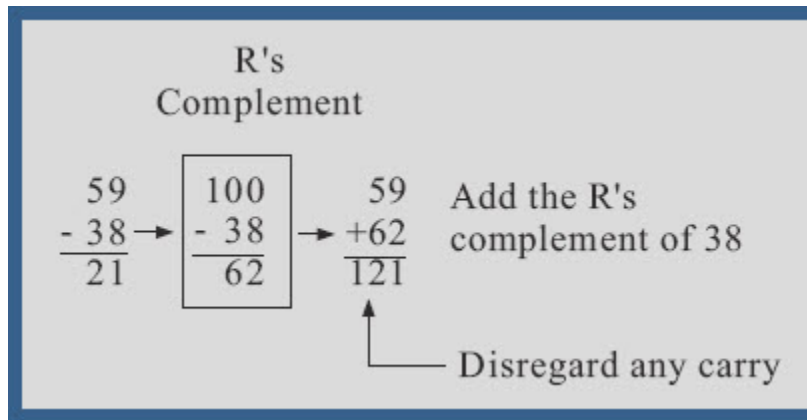 R's
Complement
59 100 59 Add the R's
- 38 - 38 +62 complement of 38
21 62 121
Disregard any carry